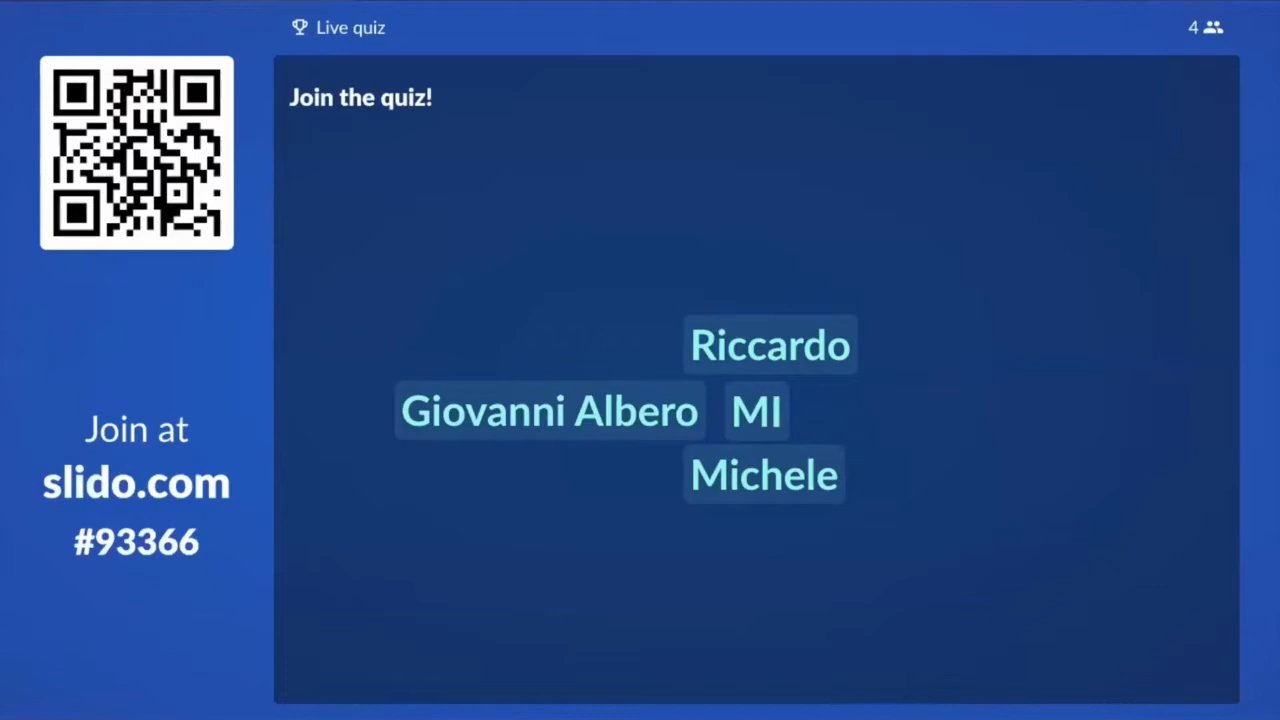 Live quiz
4
Join the quiz!
Riccardo
Giovanni Albero MI
Michele
Join at
slido.com
#93366